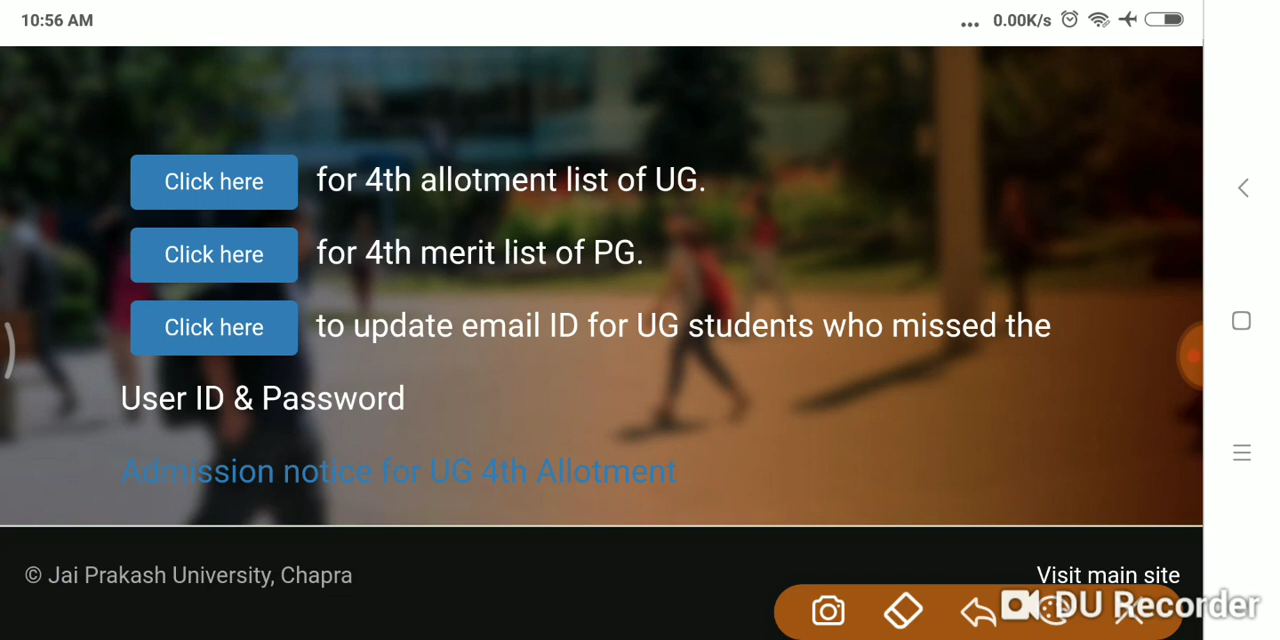 10:56 AM
... 0.00K/s
Click here for 4th allotment list of UG.
Click here for 4th merit list of PG.
Click here to update email ID for UG students who missed the
User ID & Password
Admission notice for UG 4th Allotment
© Jai Prakash University, Chapra
Visit main site
DU Recorder